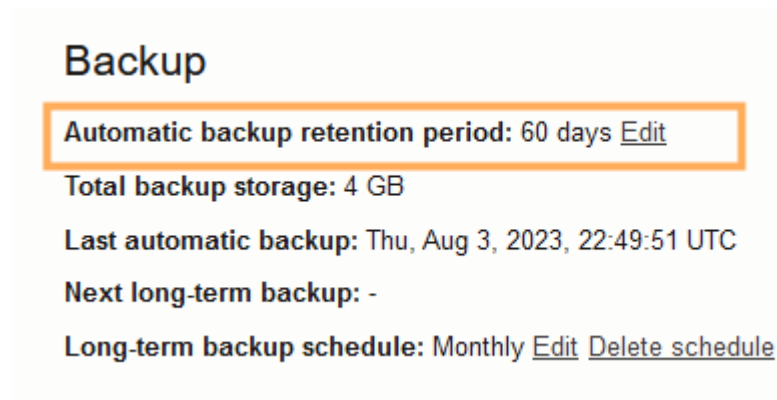 Backup
Automatic backup retention period: 60 days Edit
Total backup storage: 4 GB
Last automatic backup: Thu, Aug 3, 2023, 22:49:51 UTC
Next long-term backup: -
Long-term backup schedule: Monthly Edit Delete schedule